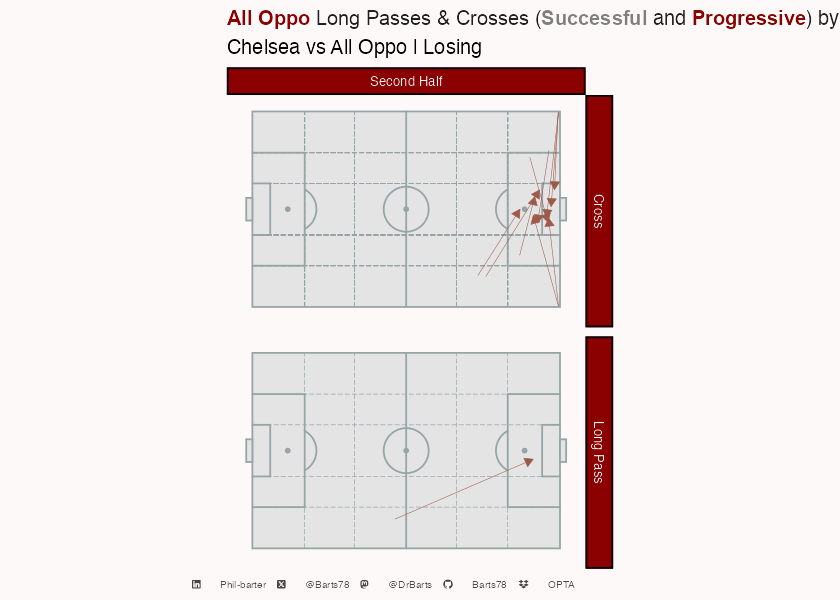 All Oppo Long Passes & Crosses (Successful and Progressive) by
Chelsea vs All Oppo | Losing
Second Half
Cross
Long Pass
Phil-barter @Barts78 @DrBarts Barts78 OPTA